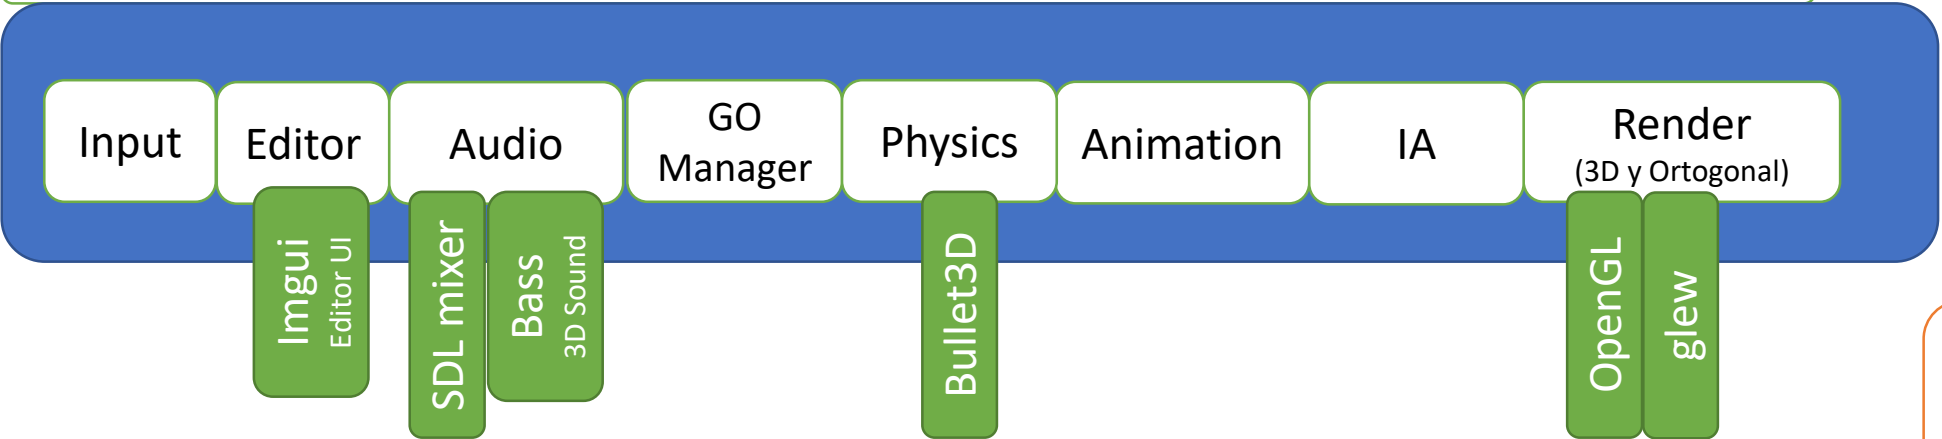 Input
Editor
Audio
GO
Manager
Physics
Animation
IA
Render
(3D y Ortogonal)
Imgui
Editor UI
SDL mixer
Bass
3D Sound
Bullet3D
OpenGL
glew